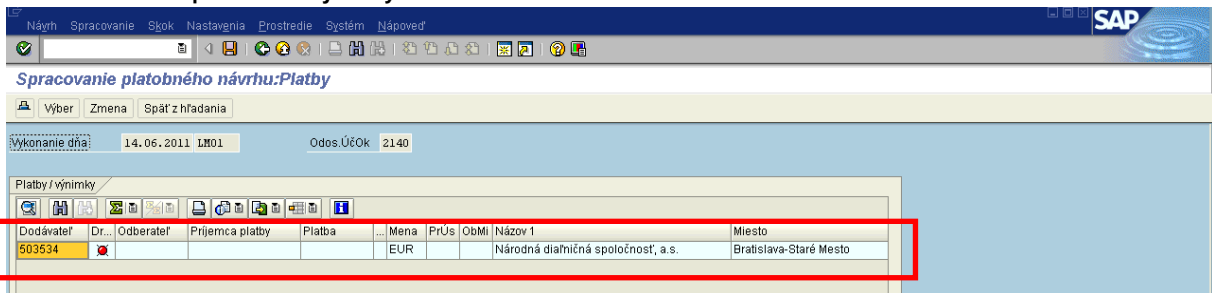 Návrh Spracovanie Skok Nastavenia Prostredie Systém Nápoveď
SAP
Spracovanie platobného návrhu:Platby
Výber Zmena Späť z hľadania
Vykonanie dňa 14.06.2011 LM01 Odos.ÚčOk 2140
Platby / výnimky
Dodávateľ Dr... Odberateľ Príjemca platby Platba ... Mena PrÚs ObMi Názov 1 Miesto
503534 EUR Národná diaľničná spoločnosť, a.s. Bratislava-Staré Mesto